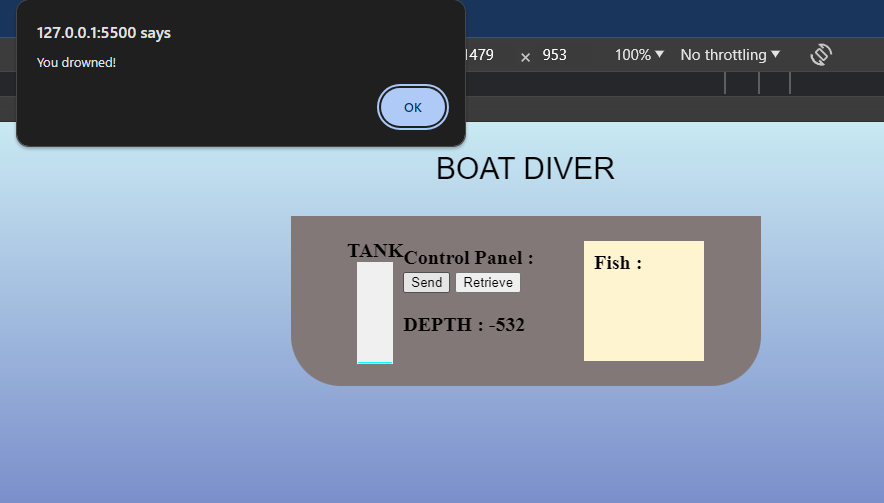 127.0.0.1:5500 says
You drowned!
OK
1479 × 953 100% ▼ No throttling ▼
BOAT DIVER
TANK
Control Panel :
Send Retrieve
DEPTH : -532
Fish :